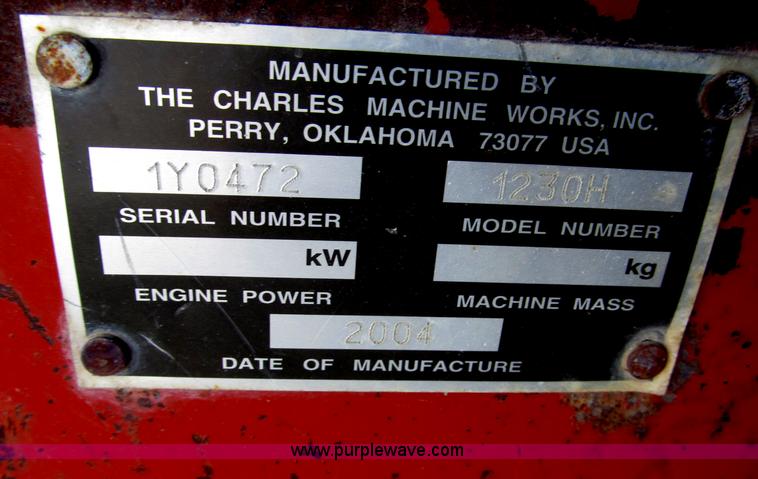 MANUFACTURED BY
THE CHARLES MACHINE WORKS, INC.
PERRY, OKLAHOMA 73077 USA
1Y0472 1230H
SERIAL NUMBER MODEL NUMBER
kW kg
ENGINE POWER MACHINE MASS
2004
DATE OF MANUFACTURE
www.purplewave.com